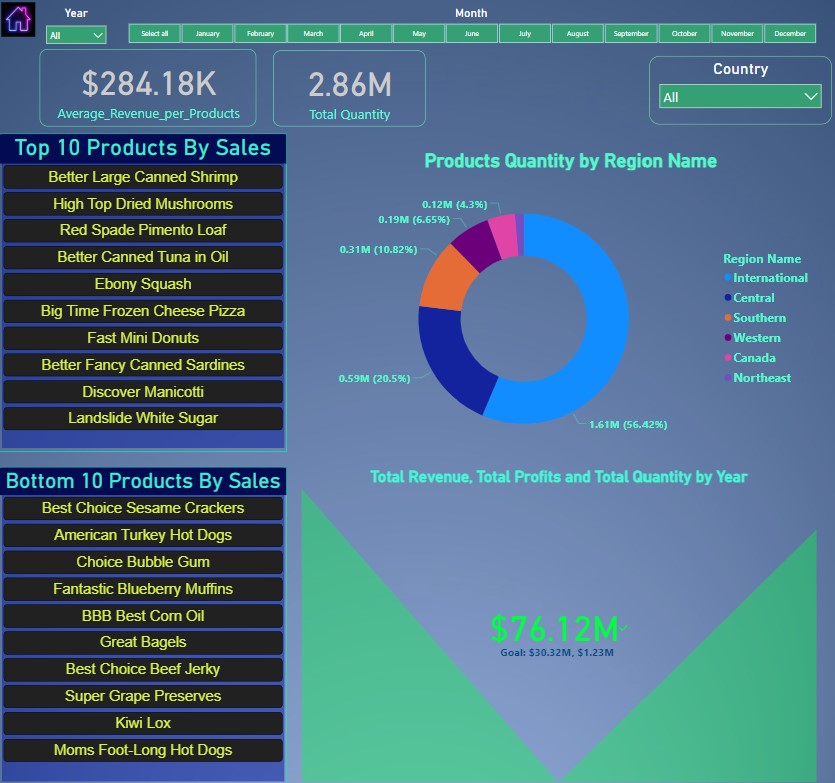 Year
Month
All
Select all
January
February
March
April
May
June
July
August
September
October
November
December
$284.18K
Average_Revenue_per_Products
2.86M
Total Quantity
Country
All
Top 10 Products By Sales
Better Large Canned Shrimp
High Top Dried Mushrooms
Red Spade Pimento Loaf
Better Canned Tuna in Oil
Ebony Squash
Big Time Frozen Cheese Pizza
Fast Mini Donuts
Better Fancy Canned Sardines
Discover Manicotti
Landslide White Sugar
Products Quantity by Region Name
0.12M (4.3%)
0.19M (6.65%)
0.31M (10.82%)
0.59M (20.5%)
1.61M (56.42%)
Region Name
International
Central
Southern
Western
Canada
Northeast
Bottom 10 Products By Sales
Best Choice Sesame Crackers
American Turkey Hot Dogs
Choice Bubble Gum
Fantastic Blueberry Muffins
BBB Best Corn Oil
Great Bagels
Best Choice Beef Jerky
Super Grape Preserves
Kiwi Lox
Moms Foot-Long Hot Dogs
Total Revenue, Total Profits and Total Quantity by Year
$76.12M
Goal: $30.32M, $1.23M